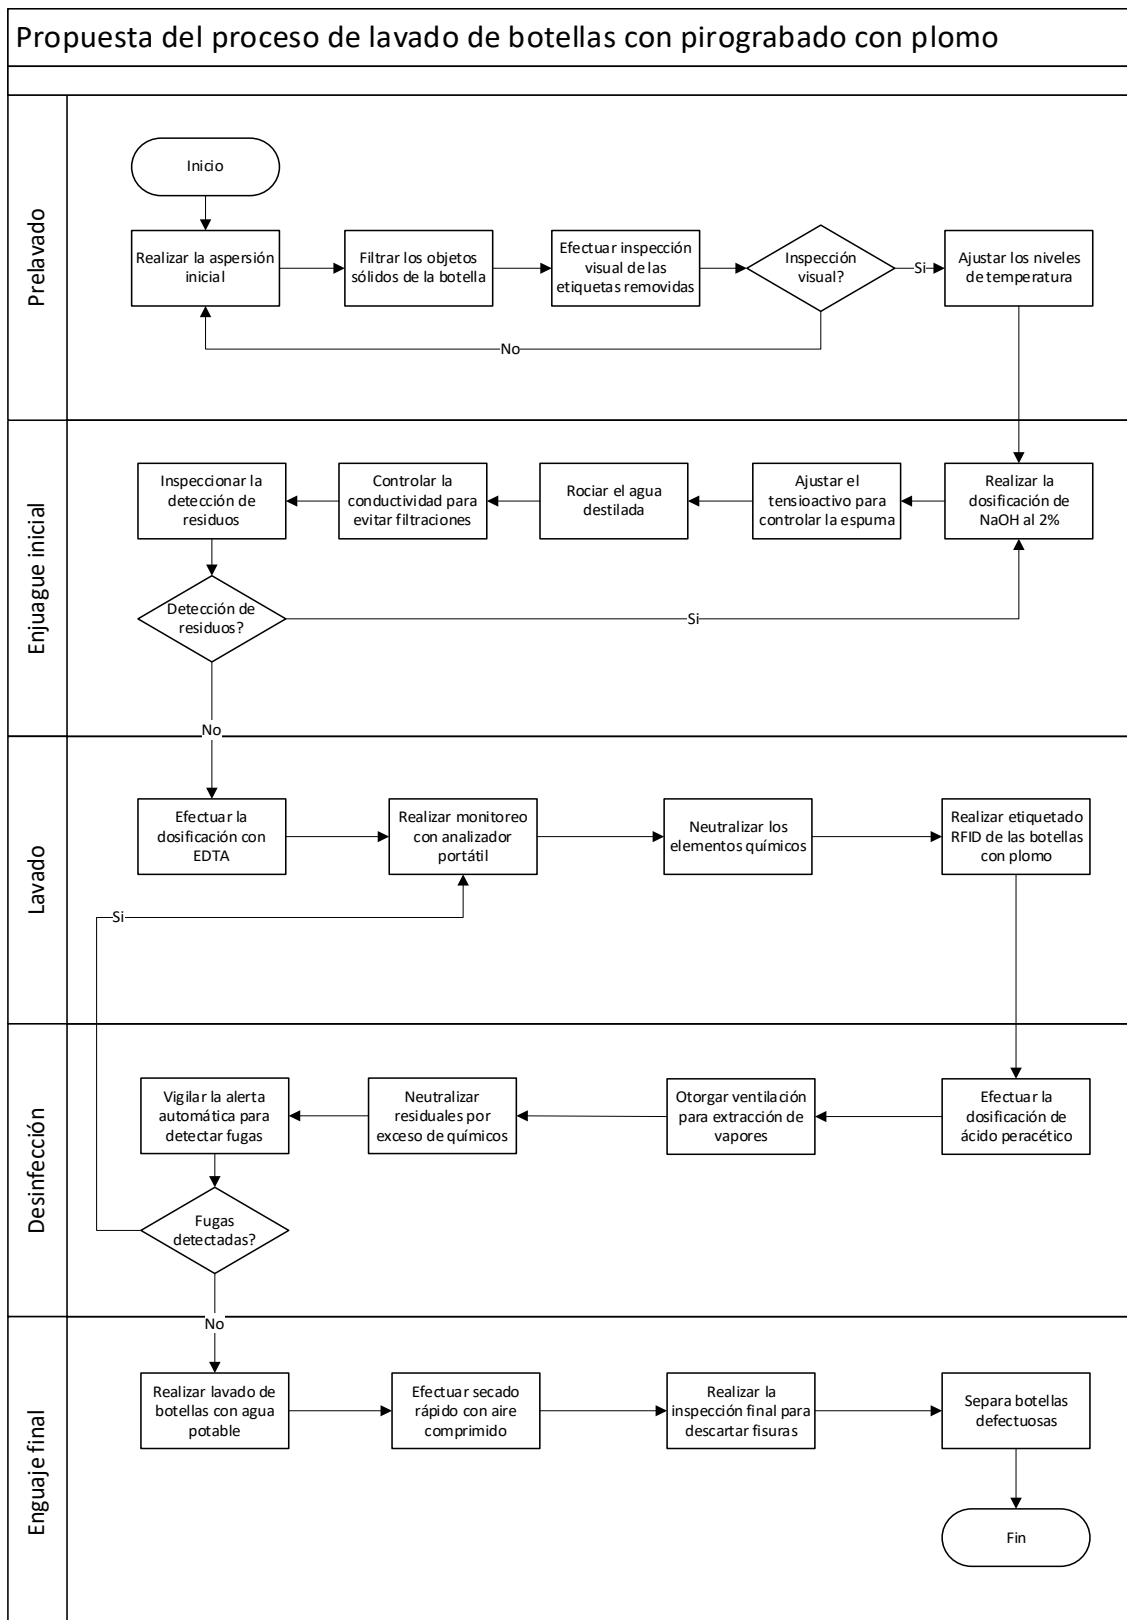 Propuesta del proceso de lavado de botellas con pirograbado con plomo
Prelavado
Inicio
Realizar la aspersión
inicial
Filtrar los objetos
sólidos de la botella
Efectuar inspección
visual de las
etiquetas removidas
Inspección
visual?
Si
Ajustar los niveles
de temperatura
No
Enjuague inicial
Inspeccionar la
detección de
residuos
Controlar la
conductividad para
evitar filtraciones
Rociar el agua
destilada
Ajustar el
tensioactivo para
controlar la espuma
Realizar la
dosificación de
NaOH al 2%
Detección de
residuos?
Si
No
Lavado
Efectuar la
dosificación con
EDTA
Realizar monitoreo
con analizador
portátil
Neutralizar los
elementos químicos
Realizar etiquetado
RFID de las botellas
con plomo
Si
Desinfección
Vigilar la alerta
automática para
detectar fugas
Neutralizar
residuales por
exceso de químicos
Otorgar ventilación
para extracción de
vapores
Efectuar la
dosificación de
ácido peracético
Fugas
detectadas?
No
Enguaje final
Realizar lavado de
botellas con agua
potable
Efectuar secado
rápido con aire
comprimido
Realizar la
inspección final para
descartar fisuras
Separa botellas
defectuosas
Fin